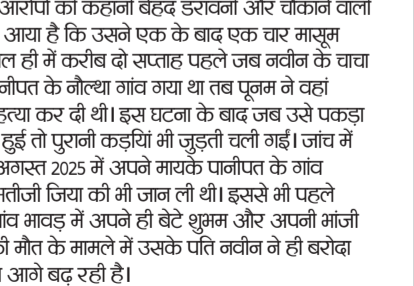 आरोपी की कहानी बेहद डरावनी और चौंकाने वाली
आया है कि उसने एक के बाद एक चार मासूम
ल ही में करीब दो सप्ताह पहले जब नवीन के चाचा
नीपत के नौल्था गांव गया था तब पूनम ने वहां
हत्या कर दी थी। इस घटना के बाद जब उसे पकड़ा
हुई तो पुरानी कड़ियां भी जुड़ती चली गईं। जांच में
अगस्त 2025 में अपने मायके पानीपत के गांव
भतीजी जिया की भी जान ली थी। इससे भी पहले
गांव भावड़ में अपने ही बेटे शुभम और अपनी भांजी
की मौत के मामले में उसके पति नवीन ने ही बरोदा
आगे बढ़ रही है।